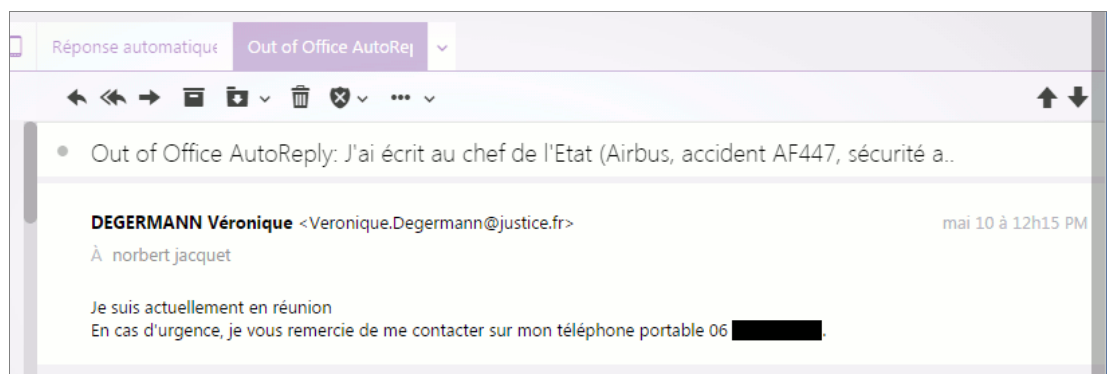 Réponse automatique
Out of Office AutoRep
Out of Office AutoReply: J'ai écrit au chef de l'Etat (Airbus, accident AF447, sécurité a..
DEGERMANN Véronique <Veronique.Degermann@justice.fr>
mai 10 à 12h15 PM
À norbert jacquet
Je suis actuellement en réunion
En cas d'urgence, je vous remercie de me contacter sur mon téléphone portable 06 .